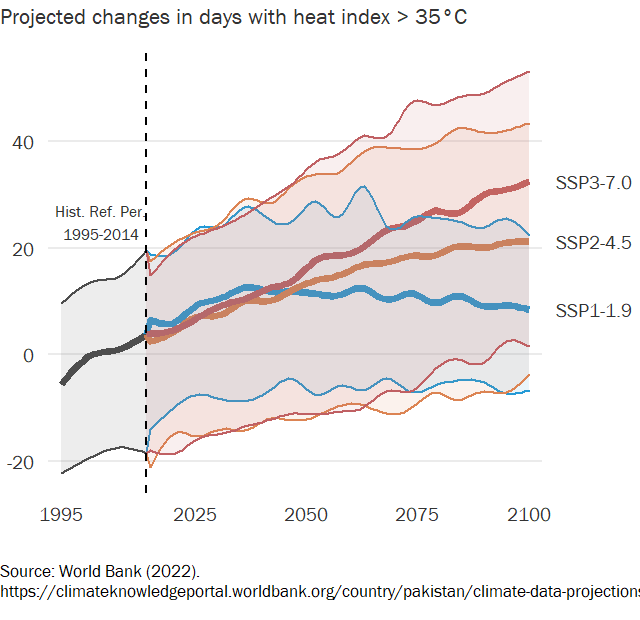 Projected changes in days with heat index > 35°C
40
20
0
-20
Hist. Ref. Per.
1995-2014
SSP3-7.0
SSP2-4.5
SSP1-1.9
1995
2025
2050
2075
2100
Source: World Bank (2022).
https://climateknowledgeportal.worldbank.org/country/pakistan/climate-data-projections